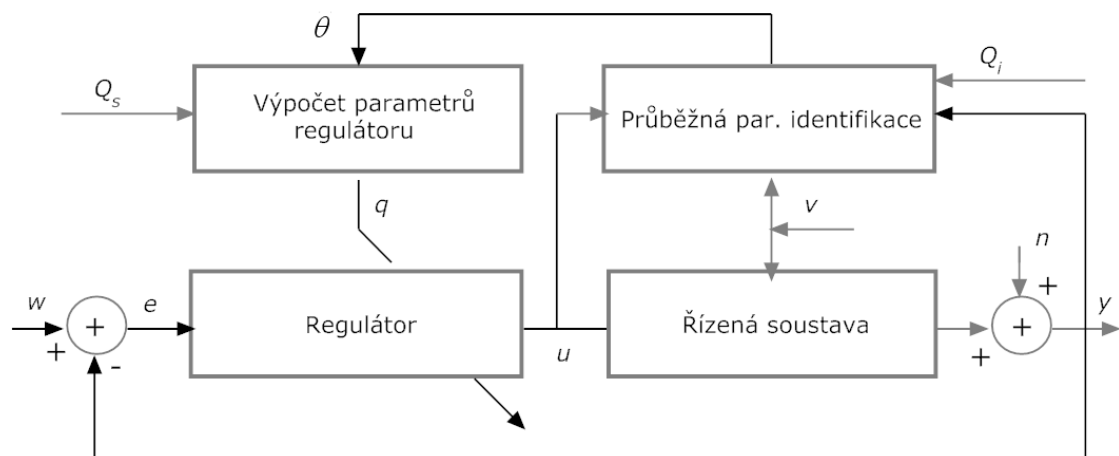 θ
Q_s
Výpočet parametrů
regulátoru
Q_i
Průběžná par. identifikace
q
v
n
w
+
+
-
e
Regulátor
u
Řízená soustava
+
+
+
y